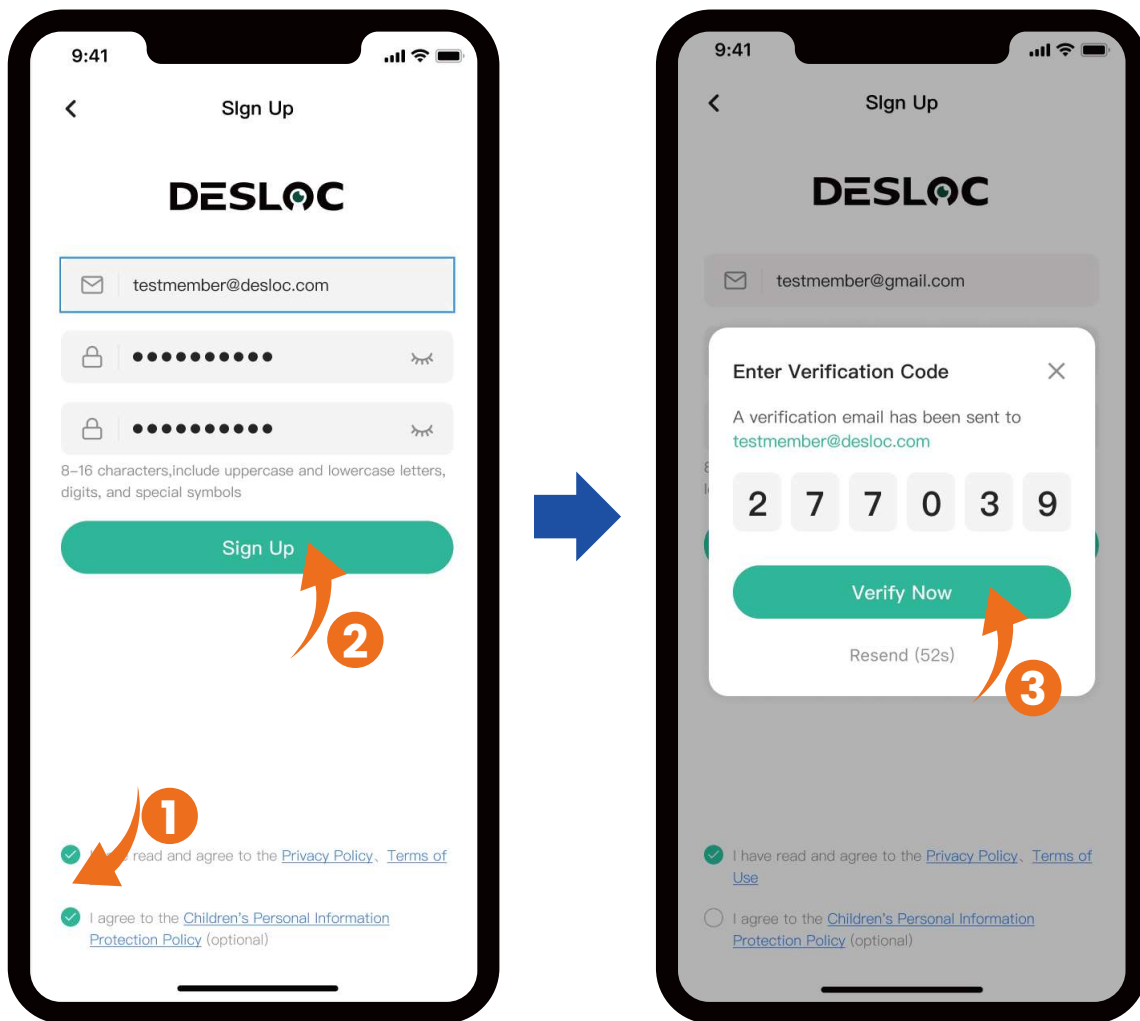 9:41
SIgn Up
DESLOC
testmember@desloc.com
••••••••••
••••••••••
8–16 characters,include uppercase and lowercase letters,
digits, and special symbols
Sign Up
2
1
read and agree to the Privacy Policy、Terms of
I agree to the Children's Personal Information
Protection Policy (optional)
9:41
SIgn Up
DESLOC
testmember@gmail.com
Enter Verification Code
A verification email has been sent to
testmember@desloc.com
2 7 7 0 3 9
Verify Now
Resend (52s)
3
I have read and agree to the Privacy Policy、Terms of
Use
I agree to the Children's Personal Information
Protection Policy (optional)